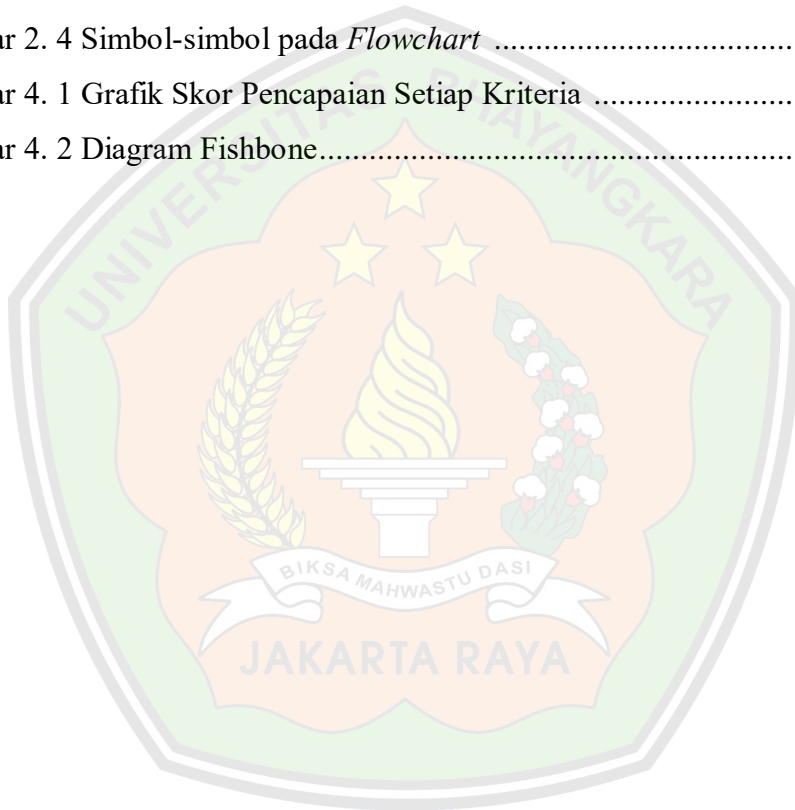 ar 2. 4 Simbol-simbol pada Flowchart ....................................
ar 4. 1 Grafik Skor Pencapaian Setiap Kriteria ........................
ar 4. 2 Diagram Fishbone..........................................................
UNIVERSITAS BHAYANGKARA
BIKSA MAHWASTU DASI
JAKARTA RAYA